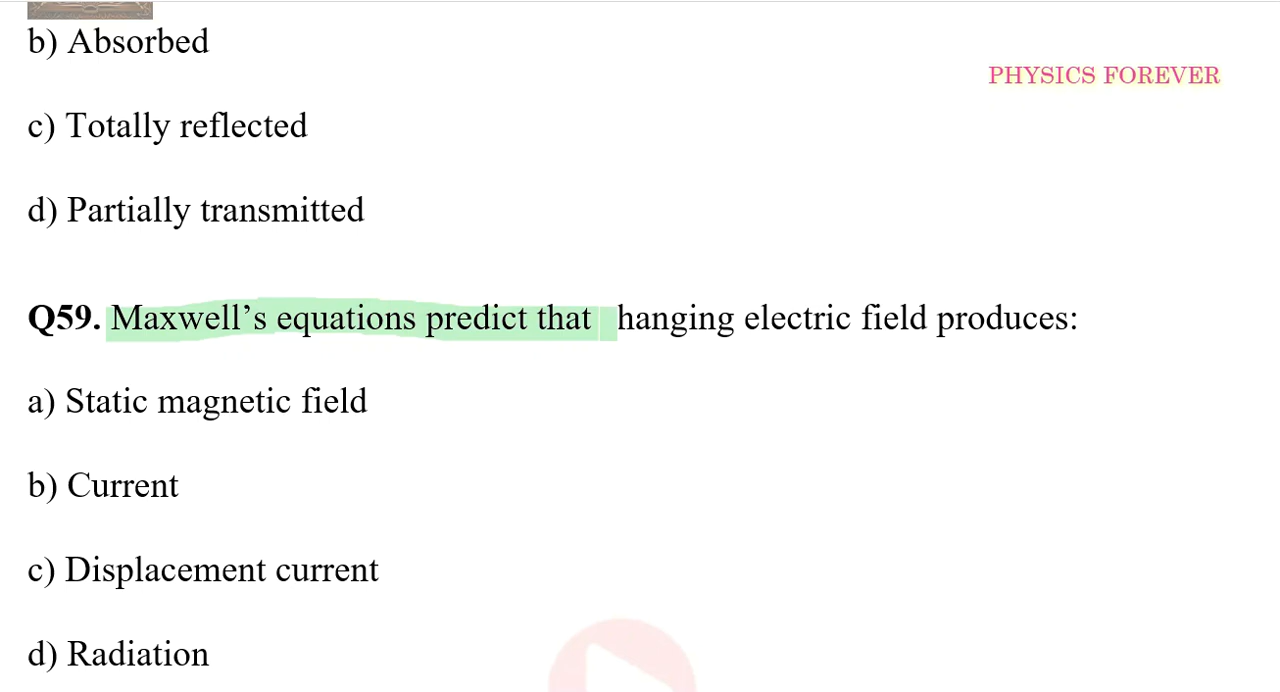 b) Absorbed
PHYSICS FOREVER
c) Totally reflected
d) Partially transmitted
Q59. Maxwell’s equations predict that hanging electric field produces:
a) Static magnetic field
b) Current
c) Displacement current
d) Radiation